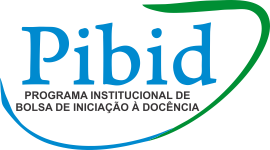 Pibid
PROGRAMA INSTITUCIONAL DE
BOLSA DE INICIAÇÃO À DOCÊNCIA